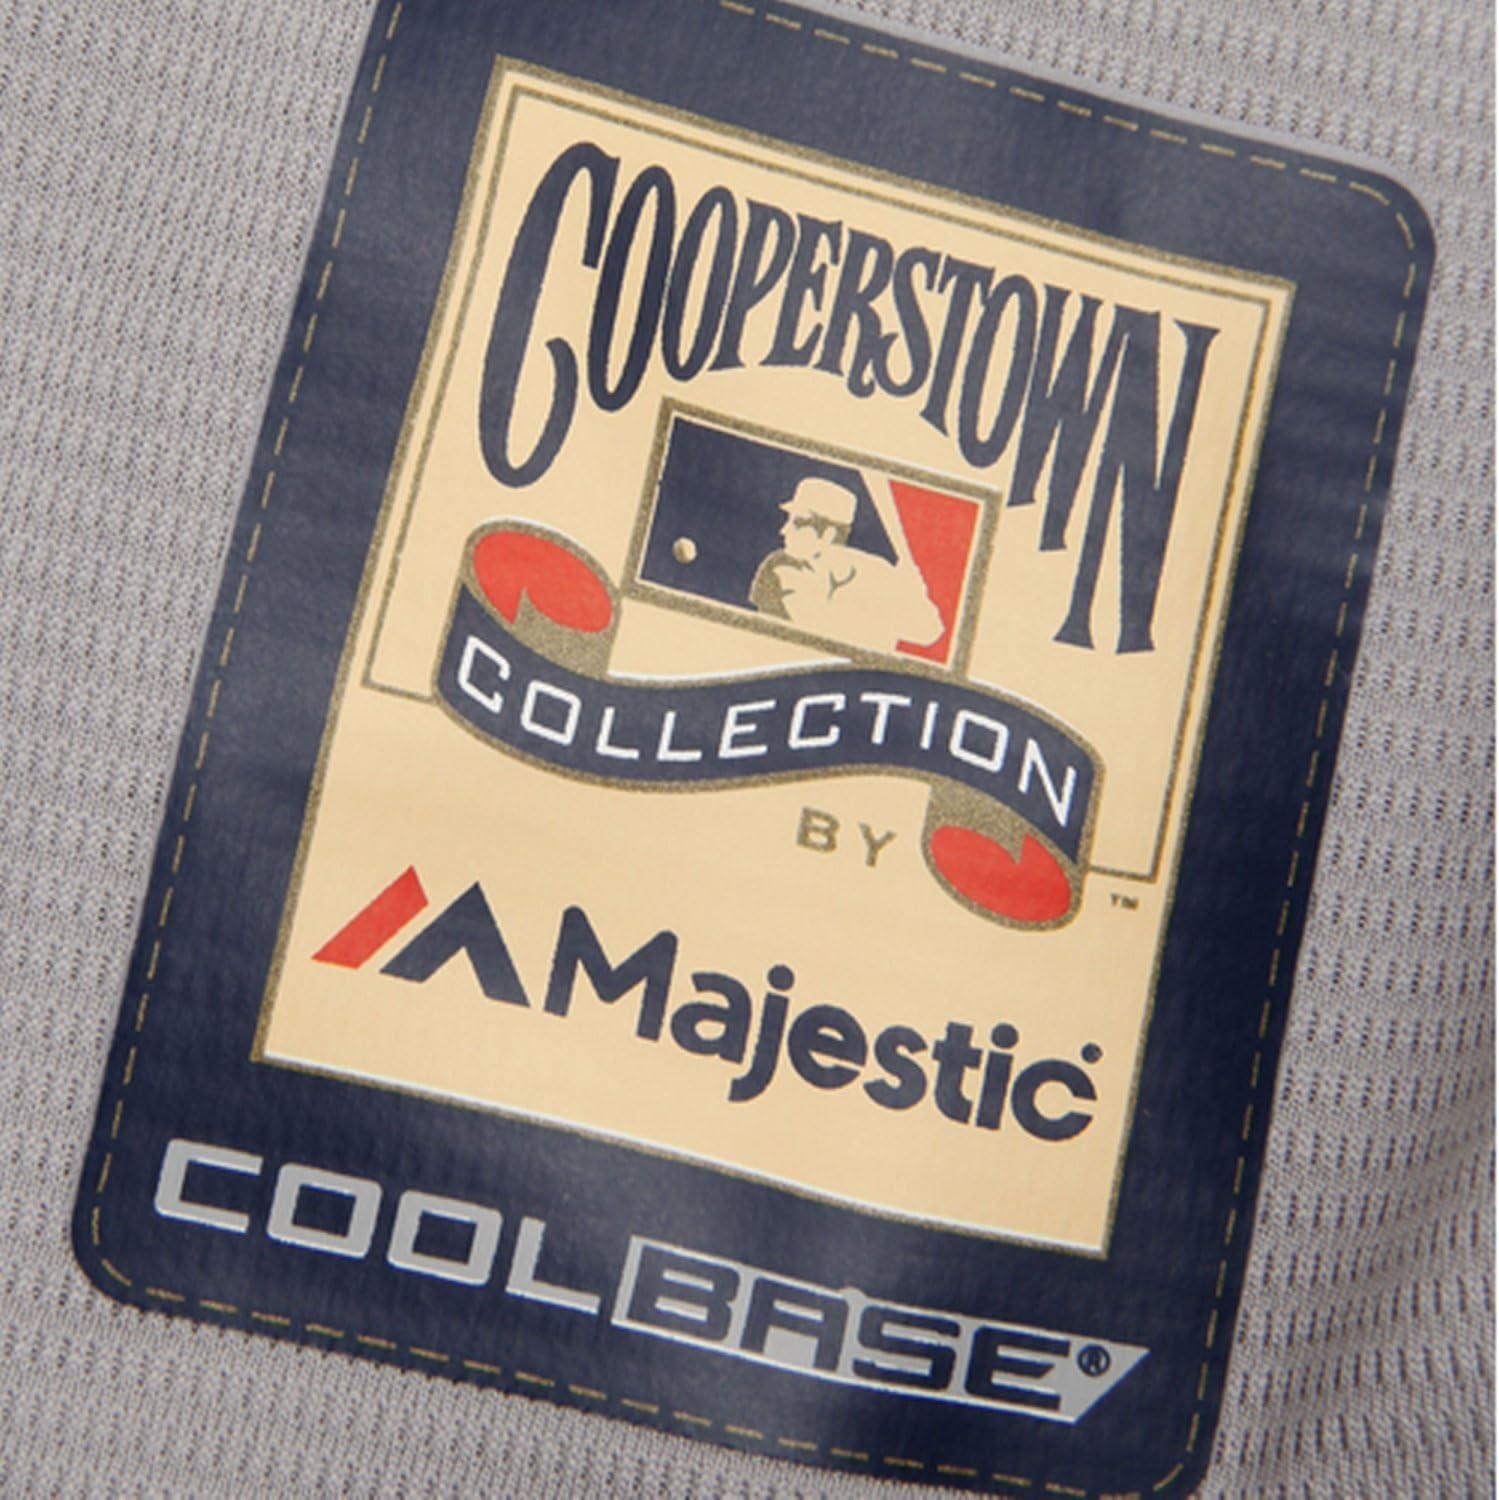 COOPERSTOWN
COLLECTION
BY
TM
Majestic
COOLBASE®